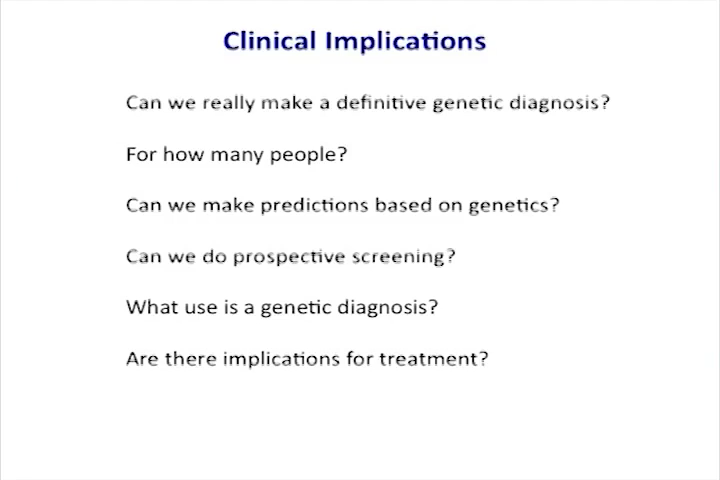 Clinical Implications
Can we really make a definitive genetic diagnosis?
For how many people?
Can we make predictions based on genetics?
Can we do prospective screening?
What use is a genetic diagnosis?
Are there implications for treatment?